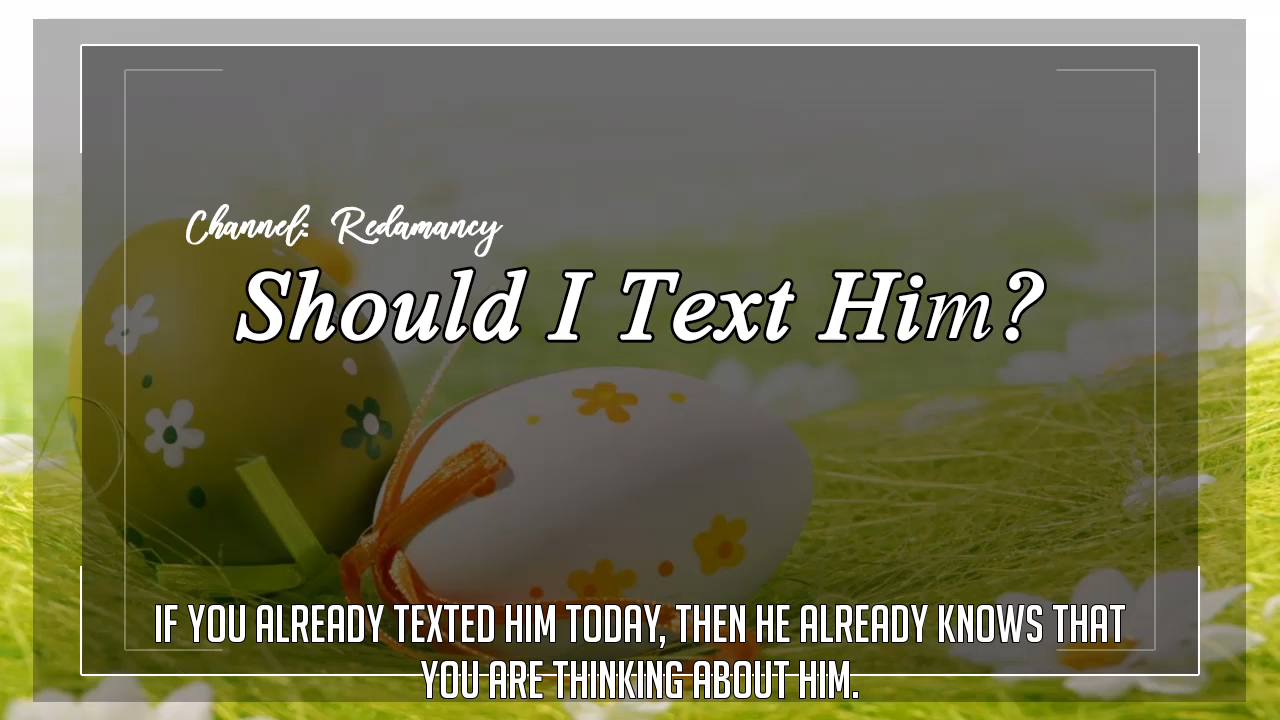 Channel: Redamancy
Should I Text Him?
IF YOU ALREADY TEXTED HIM TODAY, THEN HE ALREADY KNOWS THAT
YOU ARE THINKING ABOUT HIM.